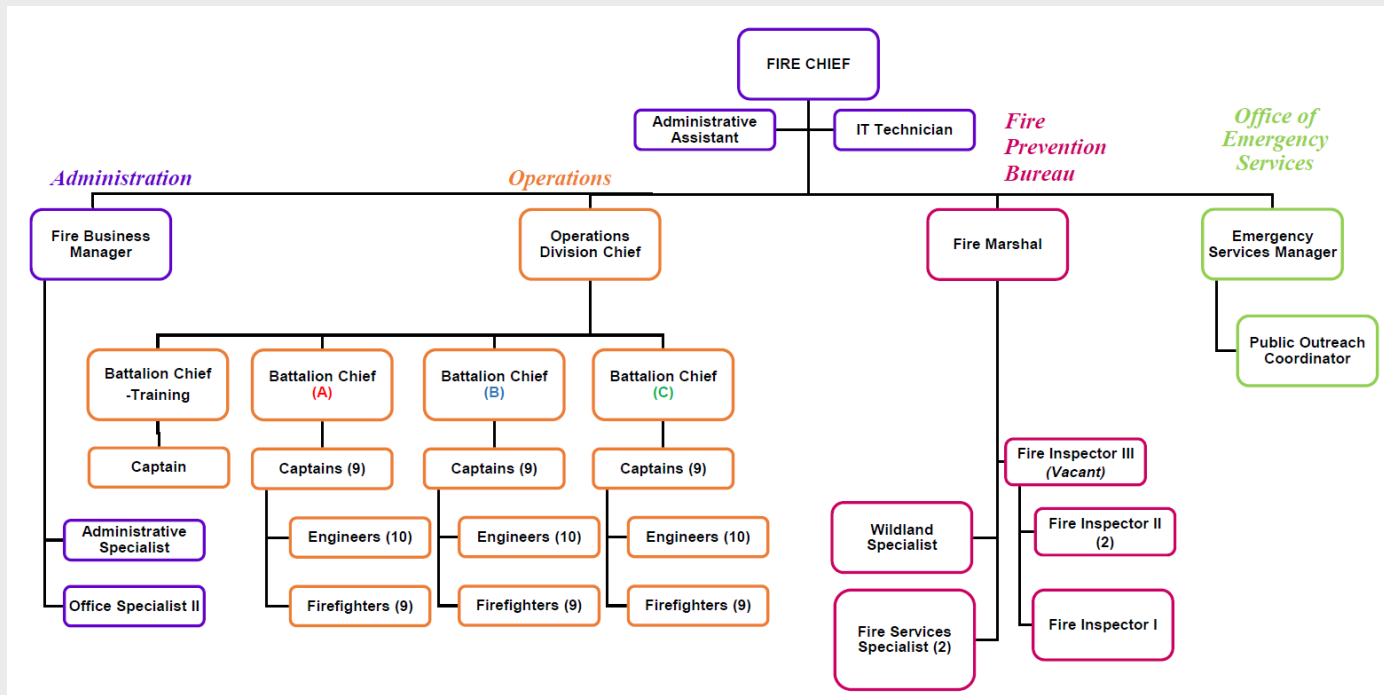 FIRE CHIEF
Administrative
Assistant
IT Technician
Fire
Prevention
Bureau
Office of
Emergency
Services
Administration
Operations
Fire Business
Manager
Operations
Division Chief
Fire Marshal
Emergency
Services Manager
Public Outreach
Coordinator
Battalion Chief
-Training
Battalion Chief
(A)
Battalion Chief
(B)
Battalion Chief
(C)
Captain
Captains (9)
Captains (9)
Captains (9)
Fire Inspector III
(Vacant)
Administrative
Specialist
Engineers (10)
Engineers (10)
Engineers (10)
Wildland
Specialist
Fire Inspector II
(2)
Office Specialist II
Firefighters (9)
Firefighters (9)
Firefighters (9)
Fire Services
Specialist (2)
Fire Inspector I